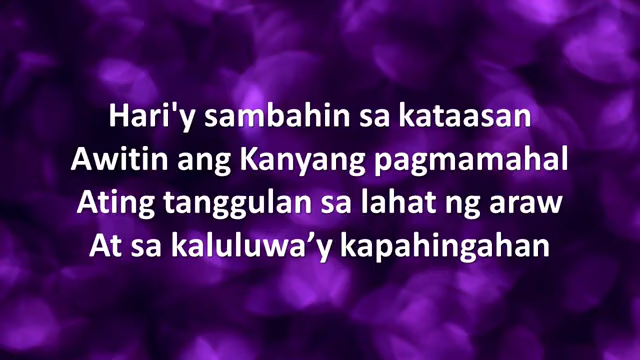 Hari'y sambahin sa kataasan
Awitin ang Kanyang pagmamahal
Ating tanggulan sa lahat ng araw
At sa kaluluwa’y kapahingahan